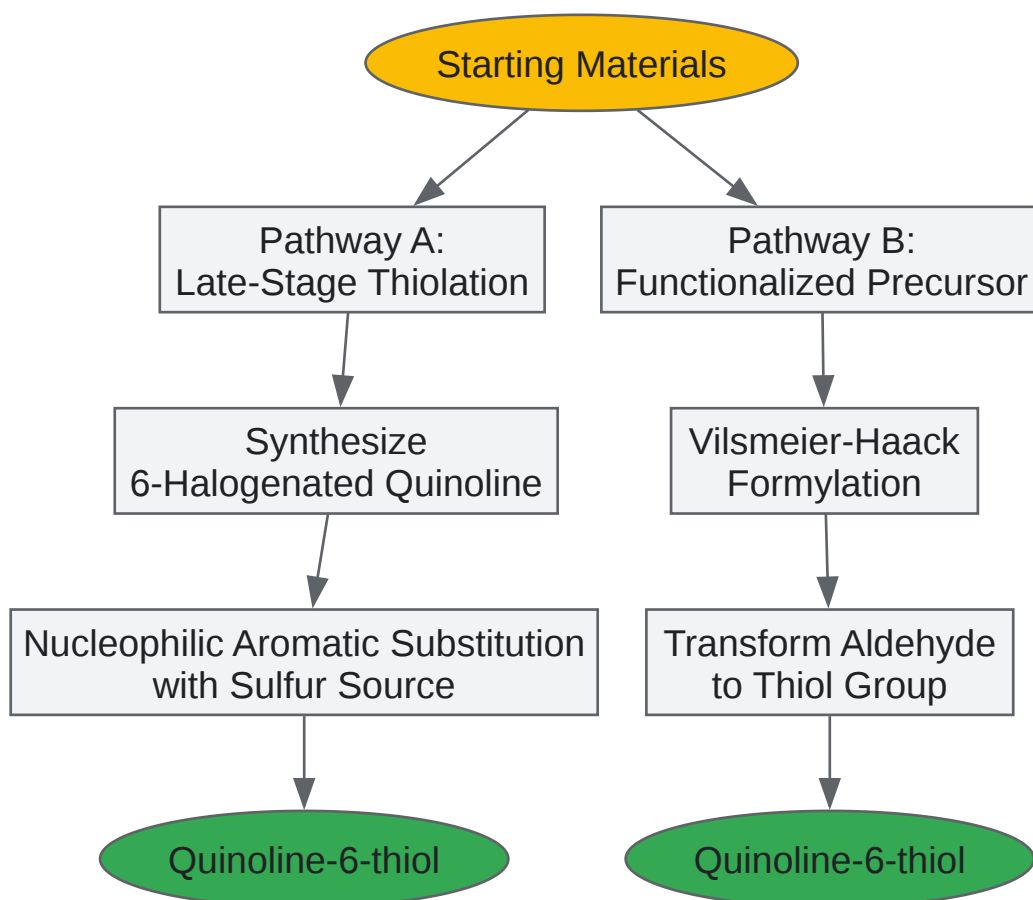 Starting Materials
Pathway A:
Late-Stage Thiolation
Pathway B:
Functionalized Precursor
Synthesize
6-Halogenated Quinoline
Vilsmeier-Haack
Formylation
Nucleophilic Aromatic Substitution
with Sulfur Source
Transform Aldehyde
to Thiol Group
Quinoline-6-thiol
Quinoline-6-thiol